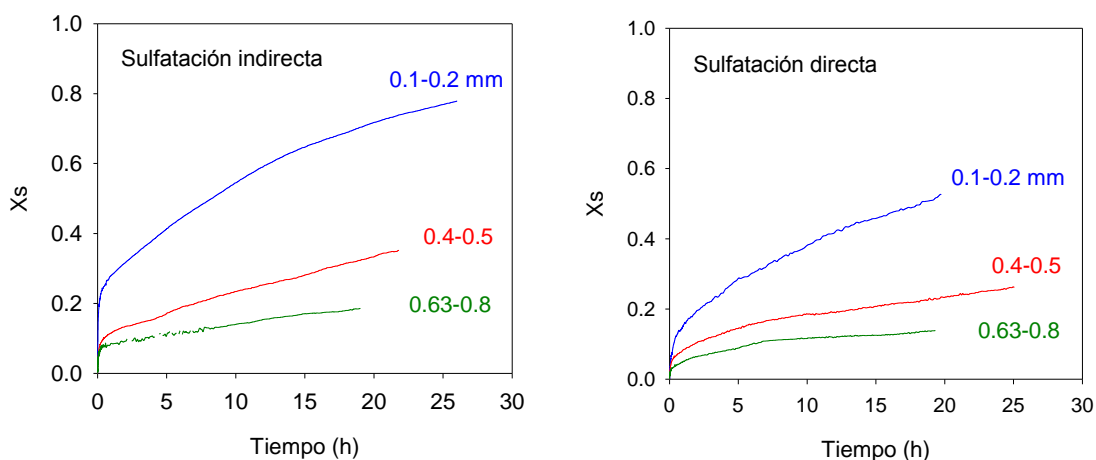 Sulfatación indirecta
0.1-0.2 mm
0.4-0.5
0.63-0.8
Xs
1.0
0.8
0.6
0.4
0.2
0.0
0 5 10 15 20 25 30
Tiempo (h)
Sulfatación directa
0.1-0.2 mm
0.4-0.5
0.63-0.8
Xs
1.0
0.8
0.6
0.4
0.2
0.0
0 5 10 15 20 25 30
Tiempo (h)